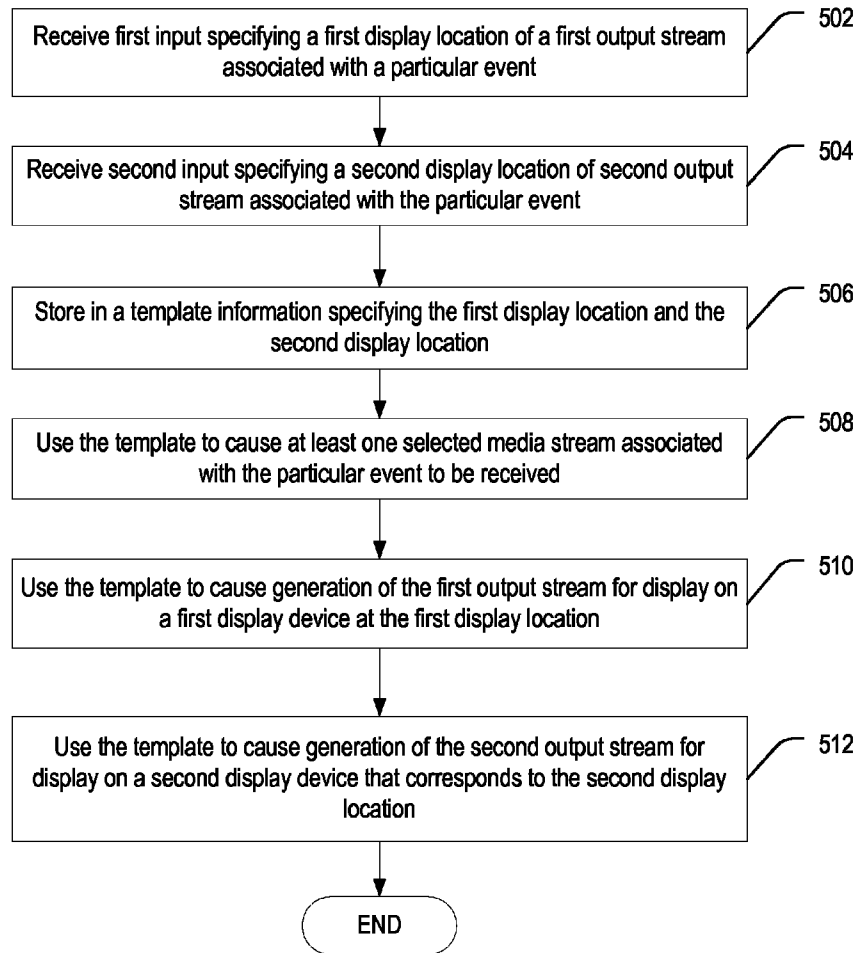 Receive first input specifying a first display location of a first output stream
associated with a particular event
502
Receive second input specifying a second display location of second output
stream associated with the particular event
504
Store in a template information specifying the first display location and the
second display location
506
Use the template to cause at least one selected media stream associated
with the particular event to be received
508
Use the template to cause generation of the first output stream for display on
a first display device at the first display location
510
Use the template to cause generation of the second output stream for
display on a second display device that corresponds to the second display
location
512
END